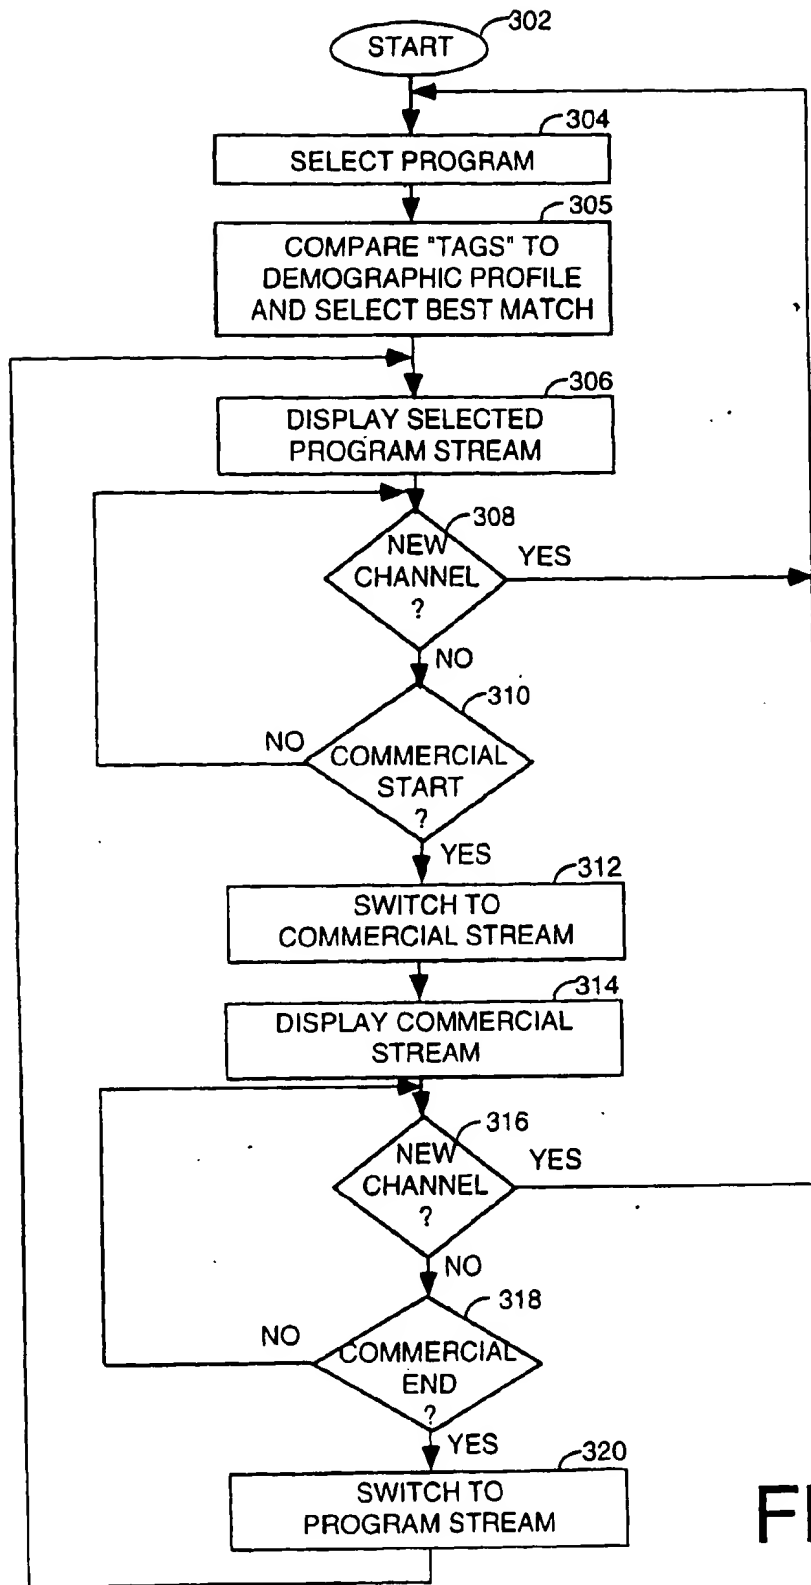 302
START
304
SELECT PROGRAM
305
COMPARE "TAGS" TO
DEMOGRAPHIC PROFILE
AND SELECT BEST MATCH
306
DISPLAY SELECTED
PROGRAM STREAM
308
NEW
CHANNEL
?
YES
NO
310
NO
COMMERCIAL
START
?
YES
312
SWITCH TO
COMMERCIAL STREAM
314
DISPLAY COMMERCIAL
STREAM
316
NEW
CHANNEL
?
YES
NO
318
NO
COMMERCIAL
END
?
YES
320
SWITCH TO
PROGRAM STREAM